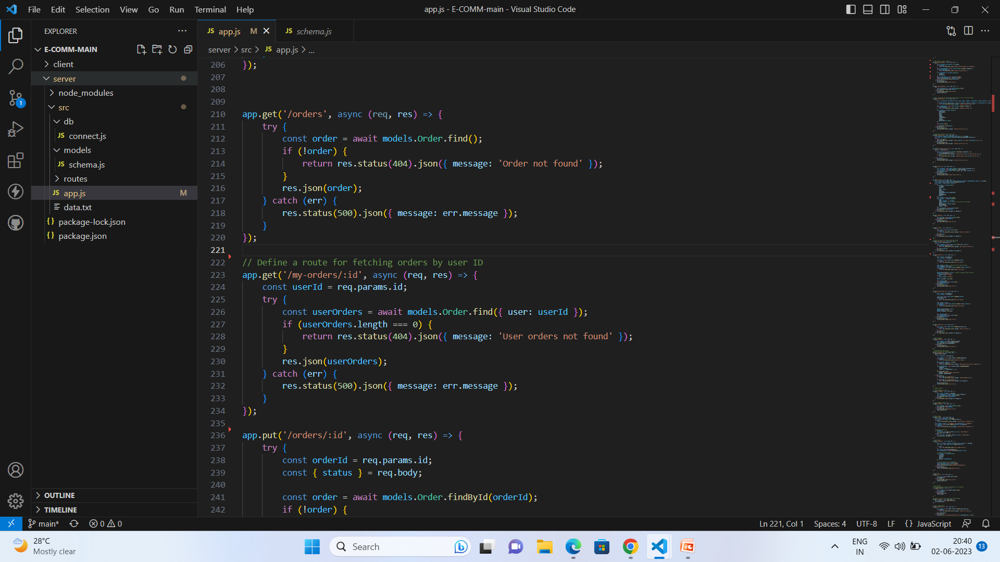 File Edit Selection View Go Run Terminal Help
app.js - E-COMM-main - Visual Studio Code
EXPLORER
E-COMM-MAIN
client
server
node_modules
src
db
JS connect.js
models
JS schema.js
routes
JS app.js M
data.txt
{} package-lock.json
{} package.json
OUTLINE
TIMELINE
1
JS app.js M
JS schema.js
server > src > JS app.js > ...
206 });
207
208
209
210 app.get('/orders', async (req, res) => {
211 try {
212 const order = await models.Order.find();
213 if (!order) {
214 return res.status(404).json({ message: 'Order not found' });
215 }
216 res.json(order);
217 } catch (err) {
218 res.status(500).json({ message: err.message });
219 }
220 });
221
222 // Define a route for fetching orders by user ID
223 app.get('/my-orders/:id', async (req, res) => {
224 const userId = req.params.id;
225 try {
226 const userOrders = await models.Order.find({ user: userId });
227 if (userOrders.length === 0) {
228 return res.status(404).json({ message: 'User orders not found' });
229 }
230 res.json(userOrders);
231 } catch (err) {
232 res.status(500).json({ message: err.message });
233 }
234 });
235
236 app.put('/orders/:id', async (req, res) => {
237 try {
238 const orderId = req.params.id;
239 const { status } = req.body;
240
241 const order = await models.Order.findById(orderId);
242 if (!order) {
main* 0 0
Ln 221, Col 1 Spaces: 4 UTF-8 LF {} JavaScript
28°C
Mostly clear
Search
ENG
IN
20:40
02-06-2023
13